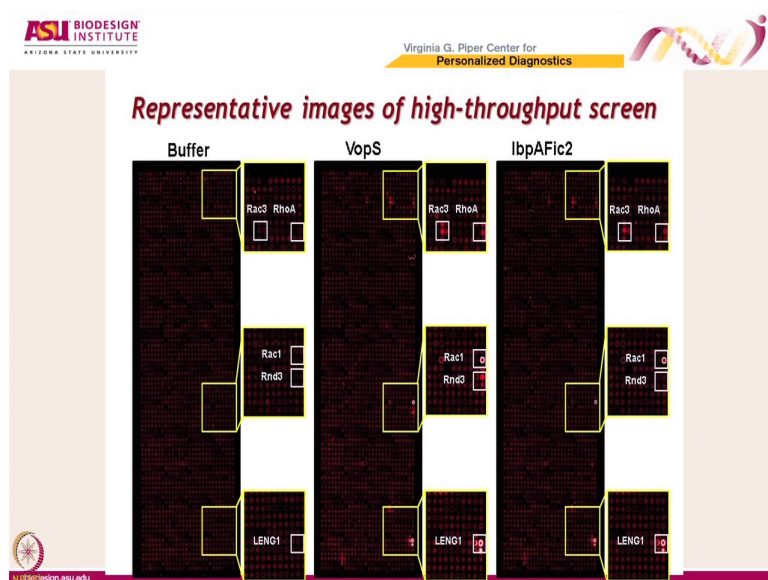 ASU BIODESIGN
INSTITUTE
ARIZONA STATE UNIVERSITY
Virginia G. Piper Center for
Personalized Diagnostics
Representative images of high-throughput screen
Buffer VopS IbpAFic2
Rac3 RhoA Rac3 RhoA Rac3 RhoA
Rac1 Rac1 Rac1
Rnd3 Rnd3 Rnd3
LENG1 LENG1 LENG1